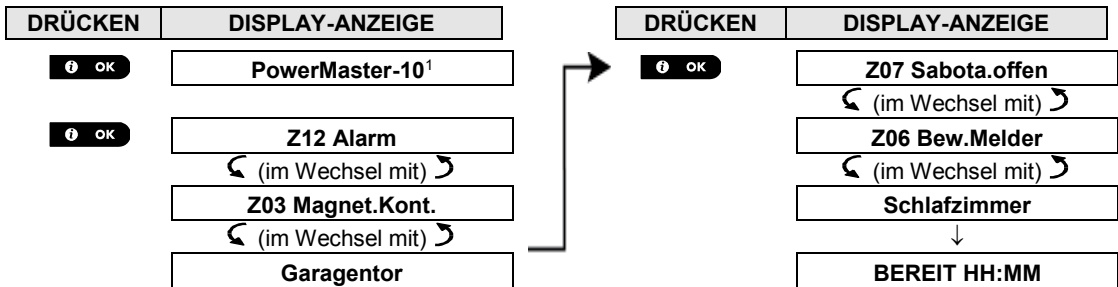 DRÜCKEN DISPLAY-ANZEIGE
i OK PowerMaster-10¹
i OK Z12 Alarm
(im Wechsel mit)
Z03 Magnet.Kont.
(im Wechsel mit)
Garagentor
DRÜCKEN DISPLAY-ANZEIGE
i OK Z07 Sabota.offen
(im Wechsel mit)
Z06 Bew.Melder
(im Wechsel mit)
Schlafzimmer
↓
BEREIT HH:MM